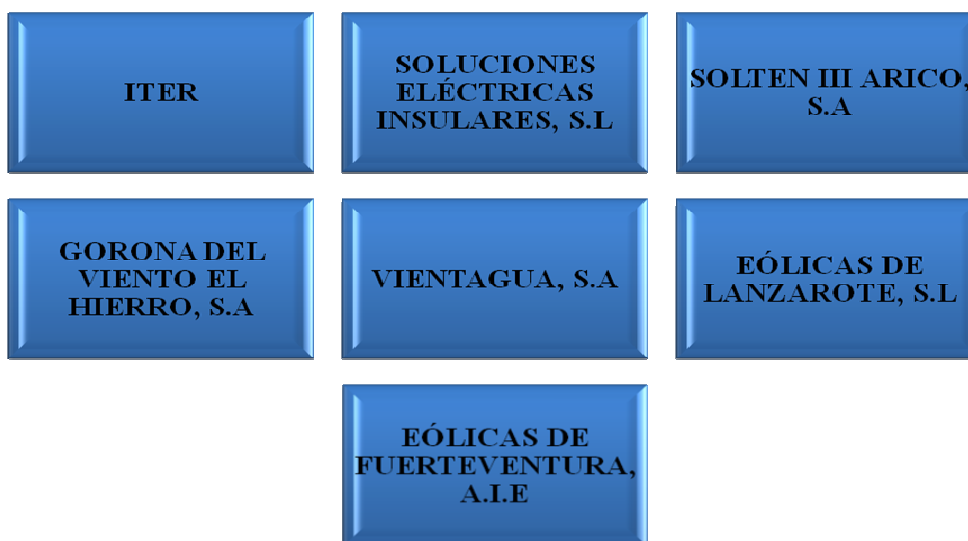 ITER
SOLUCIONES
ELÉCTRICAS
INSULARES, S.L
SOLTEN III ARICO,
S.A
GORONA DEL
VIENTO EL
HIERRO, S.A
VIENTAGUA, S.A
EÓLICAS DE
LANZAROTE, S.L
EÓLICAS DE
FUERTEVENTURA,
A.I.E